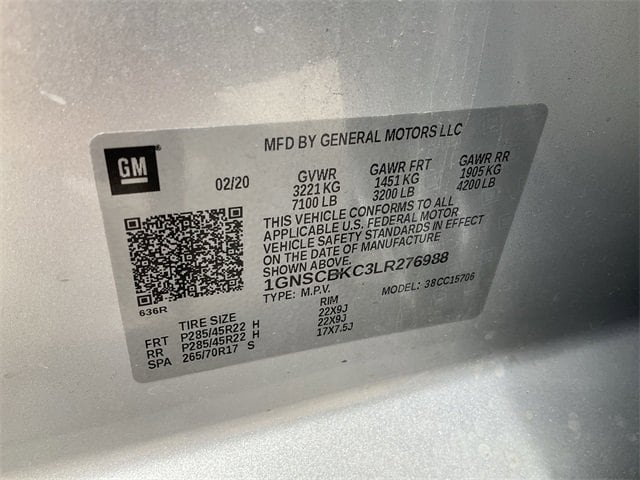 MFD BY GENERAL MOTORS LLC
GM
02/20
GVWR GAWR FRT GAWR RR
3221 KG 1451 KG 1905 KG
7100 LB 3200 LB 4200 LB
THIS VEHICLE CONFORMS TO ALL
APPLICABLE U.S. FEDERAL MOTOR
VEHICLE SAFETY STANDARDS IN EFFECT
ON THE DATE OF MANUFACTURE
SHOWN ABOVE.
1GNSCBKC3LR276988
TYPE: M.P.V. MODEL: 38CC15706
636R
TIRE SIZE RIM
FRT P285/45R22 H 22X9J
RR P285/45R22 H 22X9J
SPA 265/70R17 S 17X7.5J